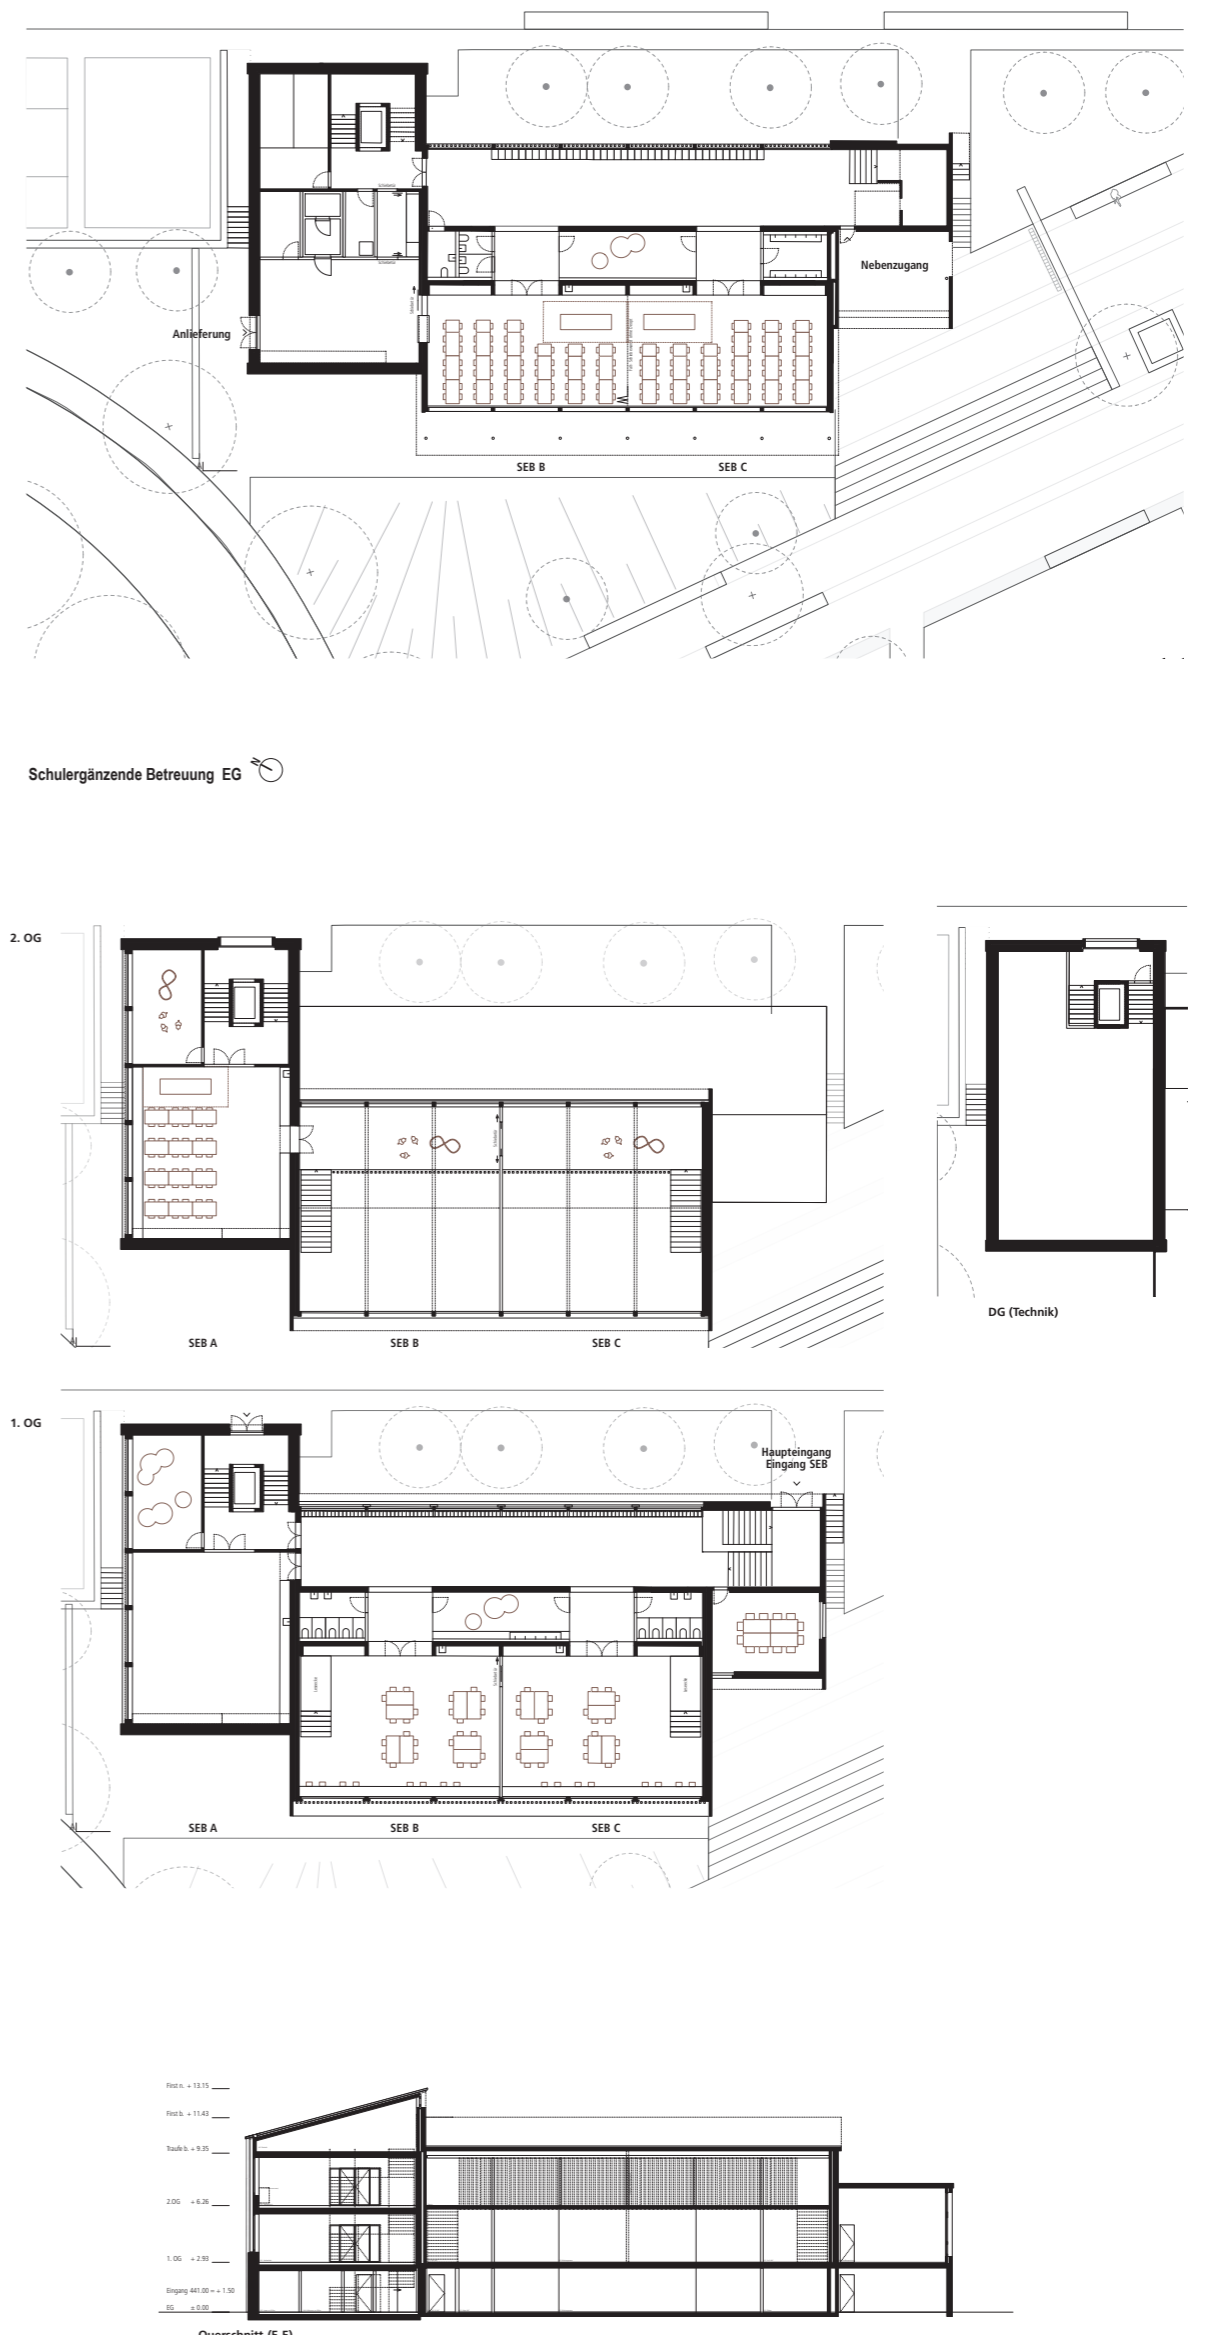 Nebenzugang
Anlieferung
SEB B
SEB C
Schulergänzende Betreuung EG
N
2. OG
DG (Technik)
SEB A
SEB B
SEB C
1. OG
Haupteingang
Eingang SEB
SEB A
SEB B
SEB C
First n. + 13.15
First b. + 11.43
Traufe b. + 9.35
2.OG + 6.26
1. OG + 2.93
Eingang 441.00 = + 1.50
EG ± 0.00
Querschnitt (E-E)